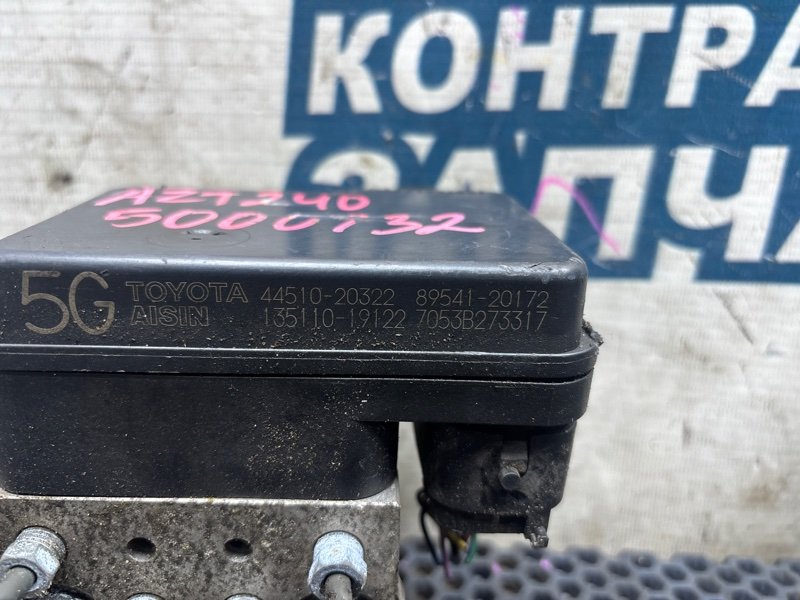 КОНТРА
ЗАПЧА
AZT240
5000132
5G TOYOTA 44510-20322 89541-20172
AISIN 135110-19122 7053B273317